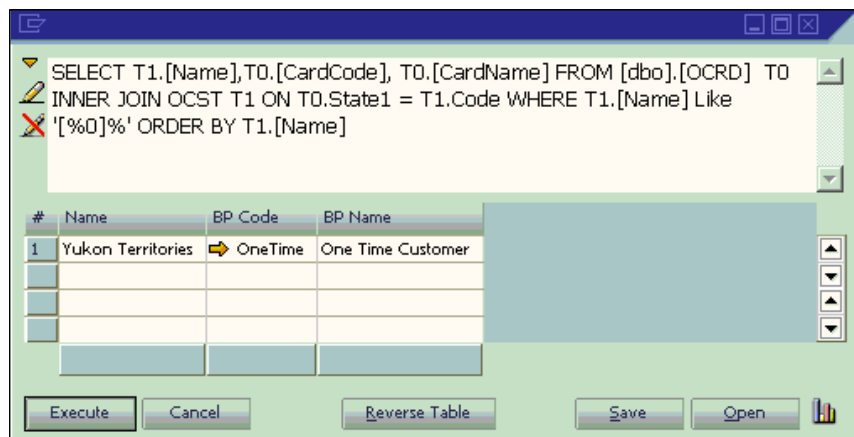 SELECT T1.[Name],T0.[CardCode], T0.[CardName] FROM [dbo].[OCRD]  T0
INNER JOIN OCST T1 ON T0.State1 = T1.Code WHERE T1.[Name] Like
'[%0]%' ORDER BY T1.[Name]
# Name BP Code BP Name
1 Yukon Territories OneTime One Time Customer
Execute Cancel Reverse Table Save Open